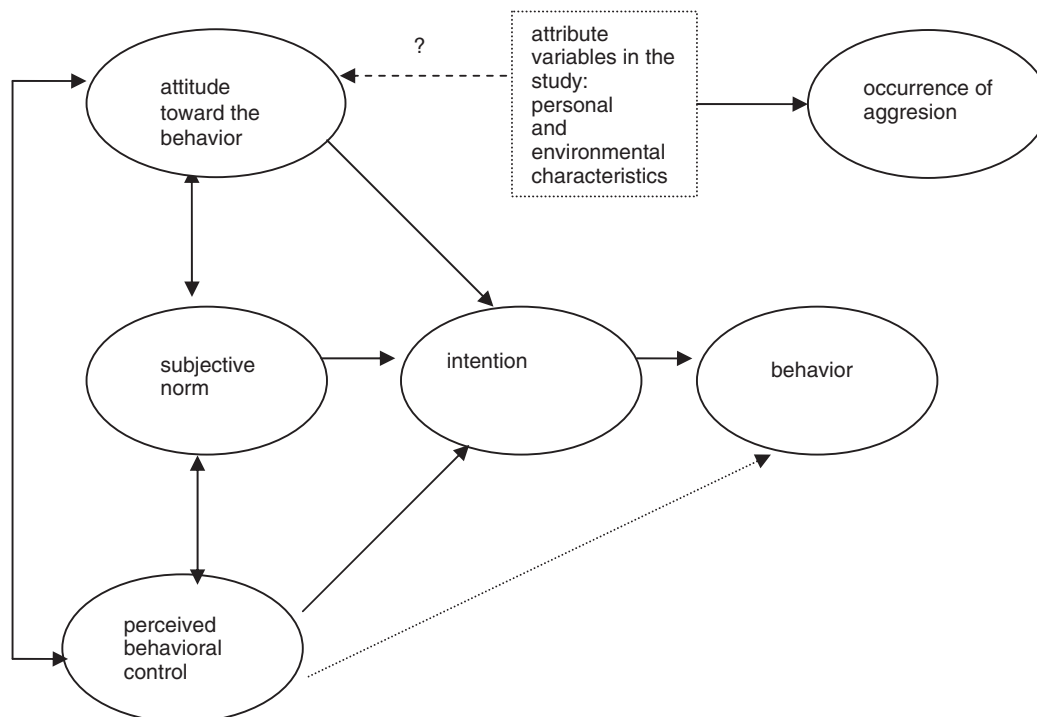 ?
attribute
variables in the
study:
personal
and
environmental
characteristics
attitude
toward the
behavior
occurrence of
aggresion
subjective
norm
intention
behavior
perceived
behavioral
control